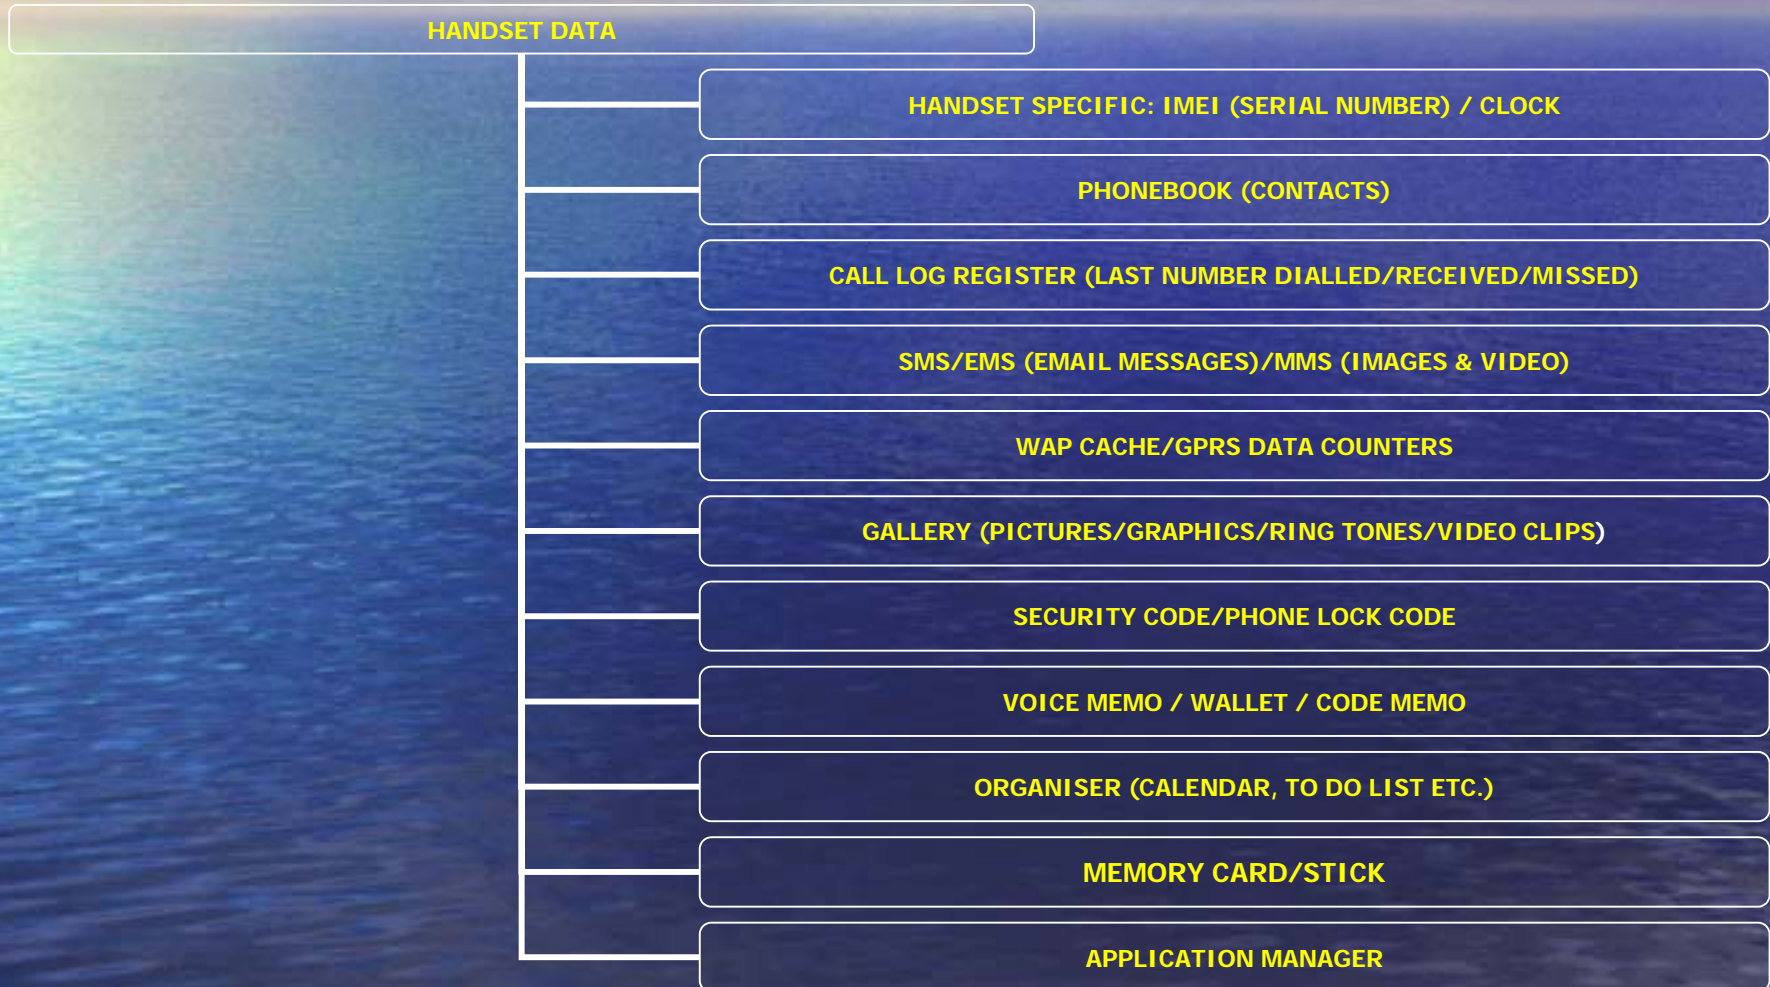 HANDSET DATA
HANDSET SPECIFIC: IMEI (SERIAL NUMBER) / CLOCK
PHONEBOOK (CONTACTS)
CALL LOG REGISTER (LAST NUMBER DIALLED/RECEIVED/MISSED)
SMS/EMS (EMAIL MESSAGES)/MMS (IMAGES & VIDEO)
WAP CACHE/GPRS DATA COUNTERS
GALLERY (PICTURES/GRAPHICS/RING TONES/VIDEO CLIPS)
SECURITY CODE/PHONE LOCK CODE
VOICE MEMO / WALLET / CODE MEMO
ORGANISER (CALENDAR, TO DO LIST ETC.)
MEMORY CARD/STICK
APPLICATION MANAGER